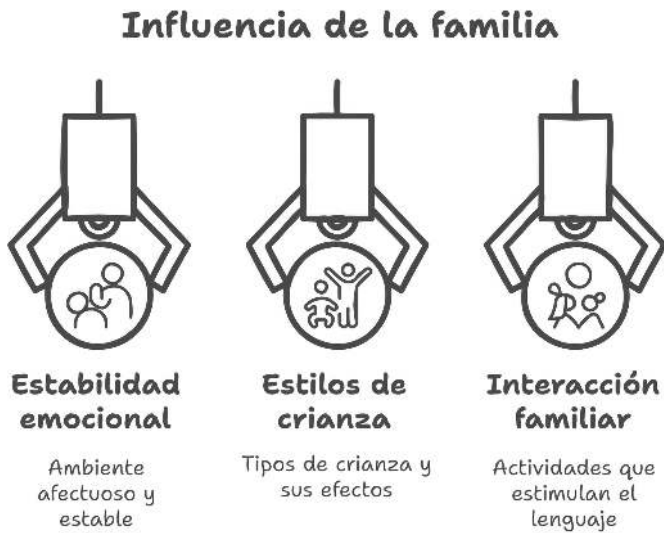 Influencia de la familia
Estabilidad
emocional
Ambiente
afectuoso y
estable
Estilos de
crianza
Tipos de crianza y
sus efectos
Interacción
familiar
Actividades que
estimulan el
lenguaje